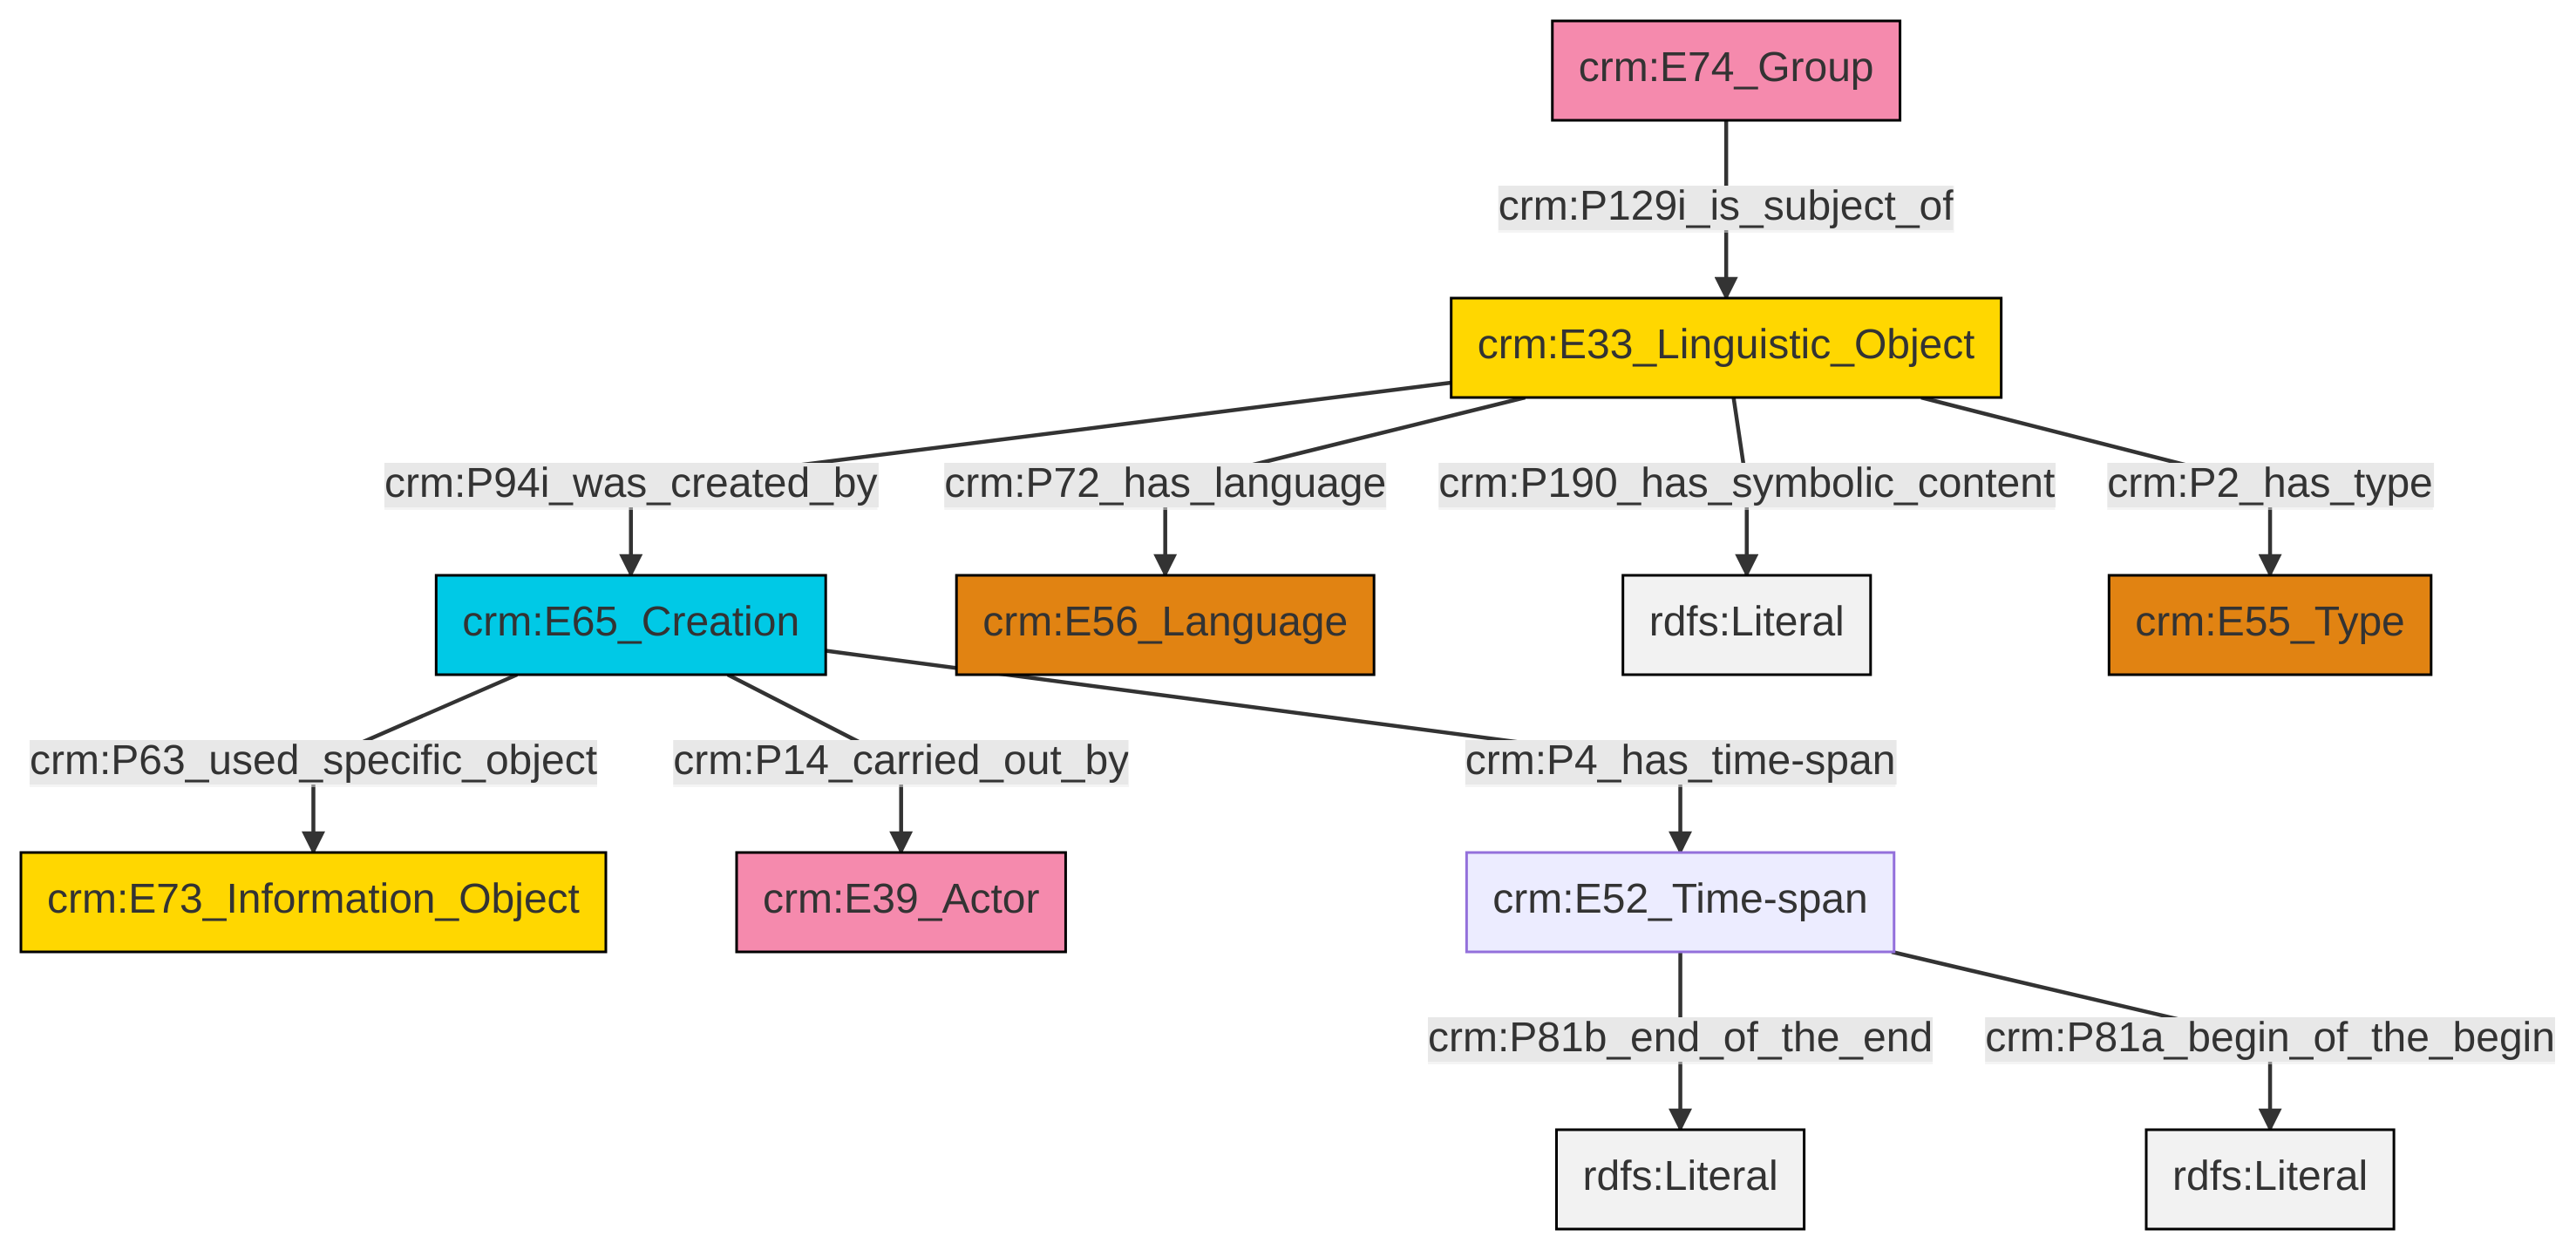 crm:E74_Group
crm:P129i_is_subject_of
crm:E33_Linguistic_Object
crm:P94i_was_created_by
crm:P72_has_language
crm:P190_has_symbolic_content
crm:P2_has_type
crm:E65_Creation
crm:E56_Language
rdfs:Literal
crm:E55_Type
crm:P63_used_specific_object
crm:P14_carried_out_by
crm:P4_has_time-span
crm:E73_Information_Object
crm:E39_Actor
crm:E52_Time-span
crm:P81b_end_of_the_end
crm:P81a_begin_of_the_begin
rdfs:Literal
rdfs:Literal